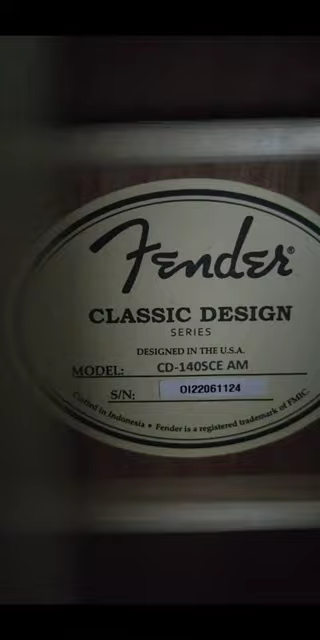 Fender®
CLASSIC DESIGN
SERIES
DESIGNED IN THE U.S.A.
MODEL: CD-140SCE AM
S/N: OI22061124
Crafted in Indonesia • Fender is a registered trademark of FMIC.